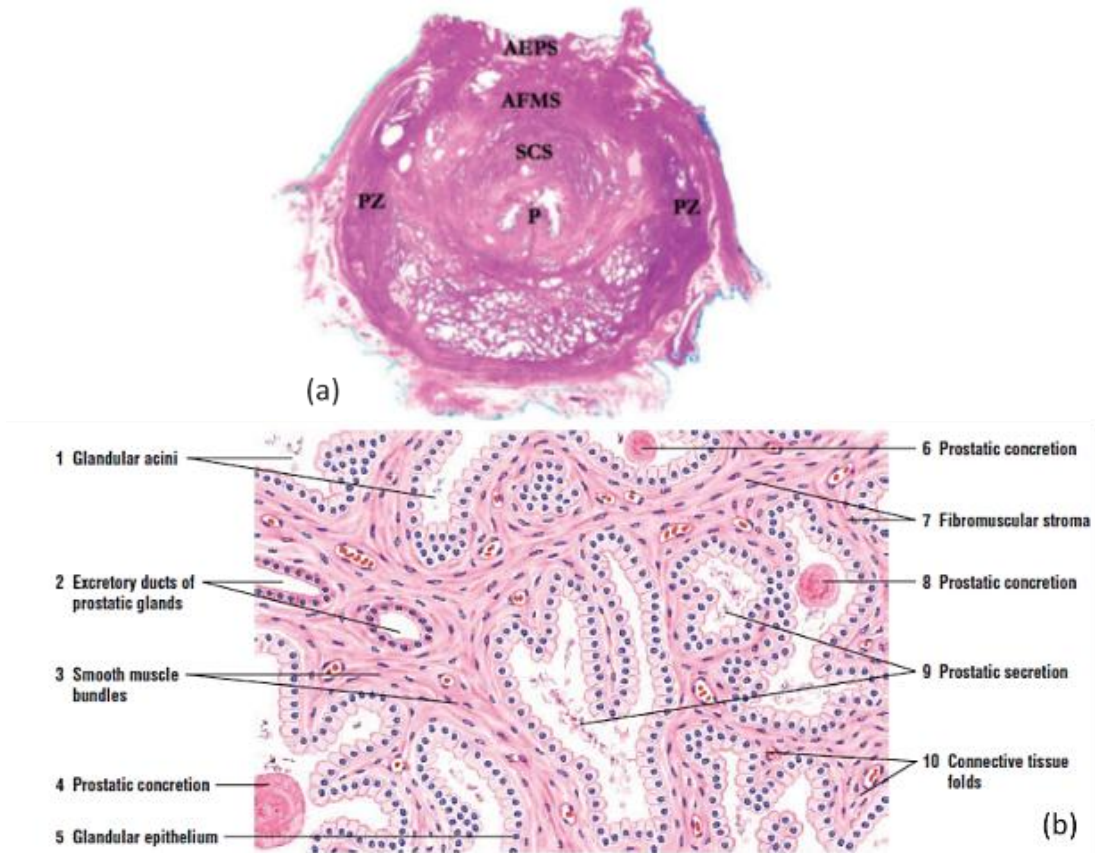 AEPS
AFMS
SCS
PZ
P
PZ
(a)
1 Glandular acini
2 Excretory ducts of
prostatic glands
3 Smooth muscle
bundles
4 Prostatic concretion
5 Glandular epithelium
6 Prostatic concretion
7 Fibromuscular stroma
8 Prostatic concretion
9 Prostatic secretion
10 Connective tissue
folds
(b)